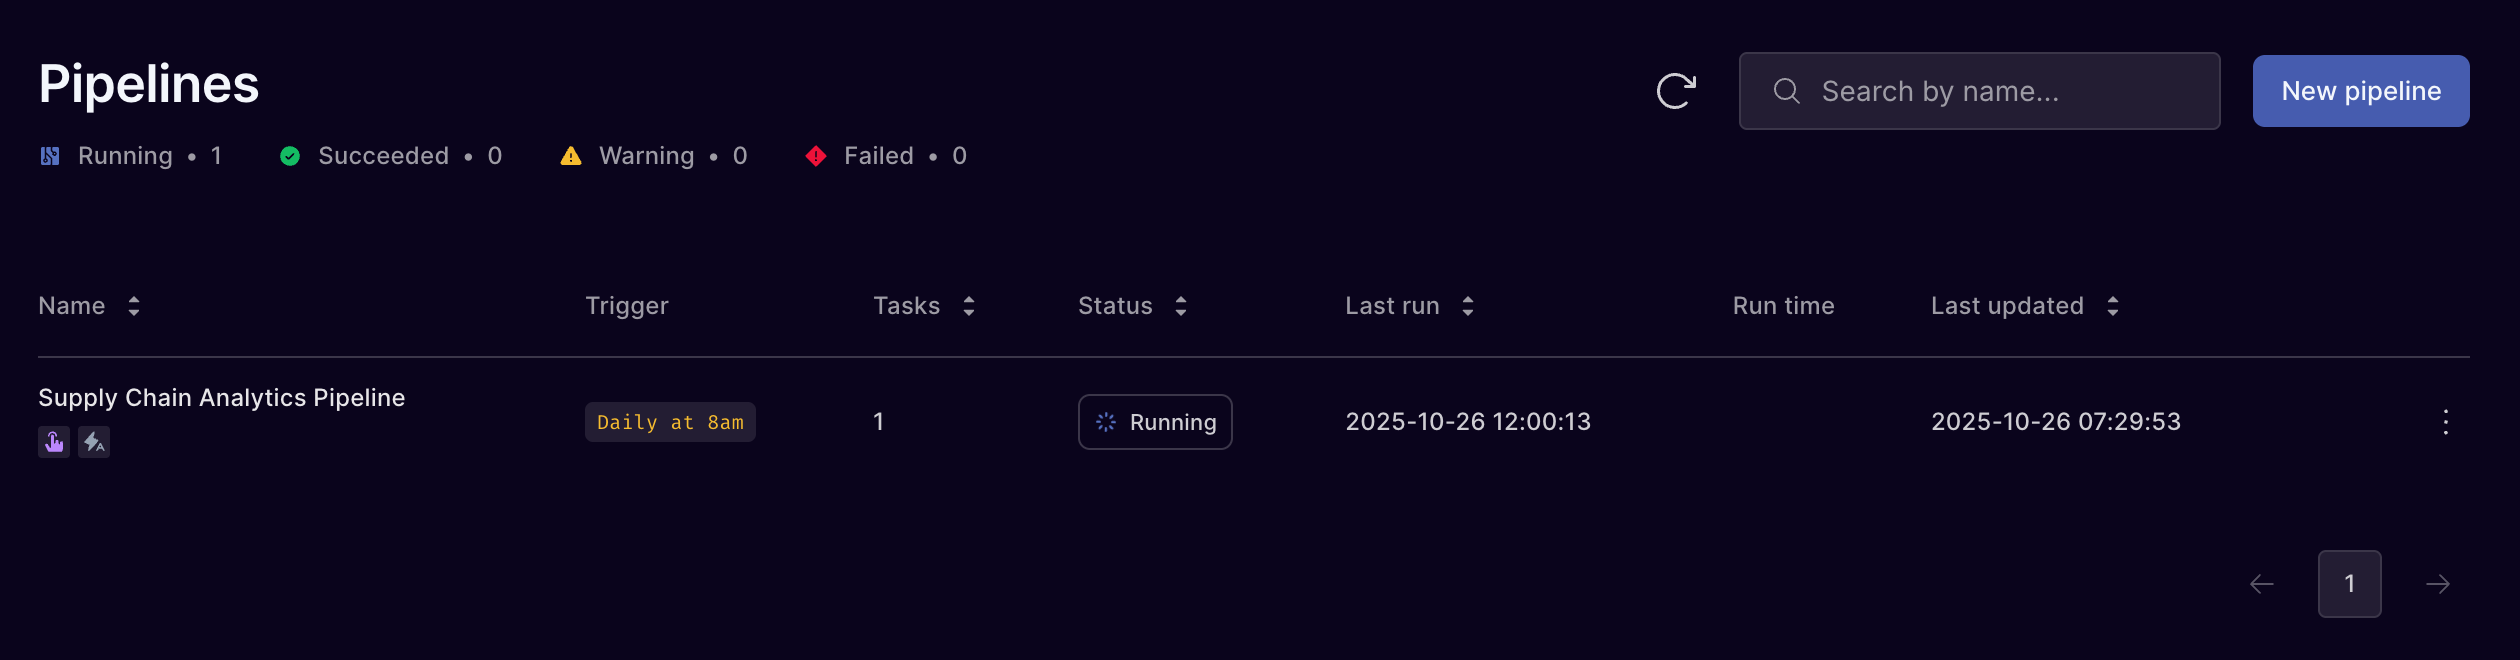 Pipelines
Search by name...
New pipeline
Running • 1 Succeeded • 0 Warning • 0 Failed • 0
Name Trigger Tasks Status Last run Run time Last updated
Supply Chain Analytics Pipeline
Daily at 8am 1 Running 2025-10-26 12:00:13 2025-10-26 07:29:53
1